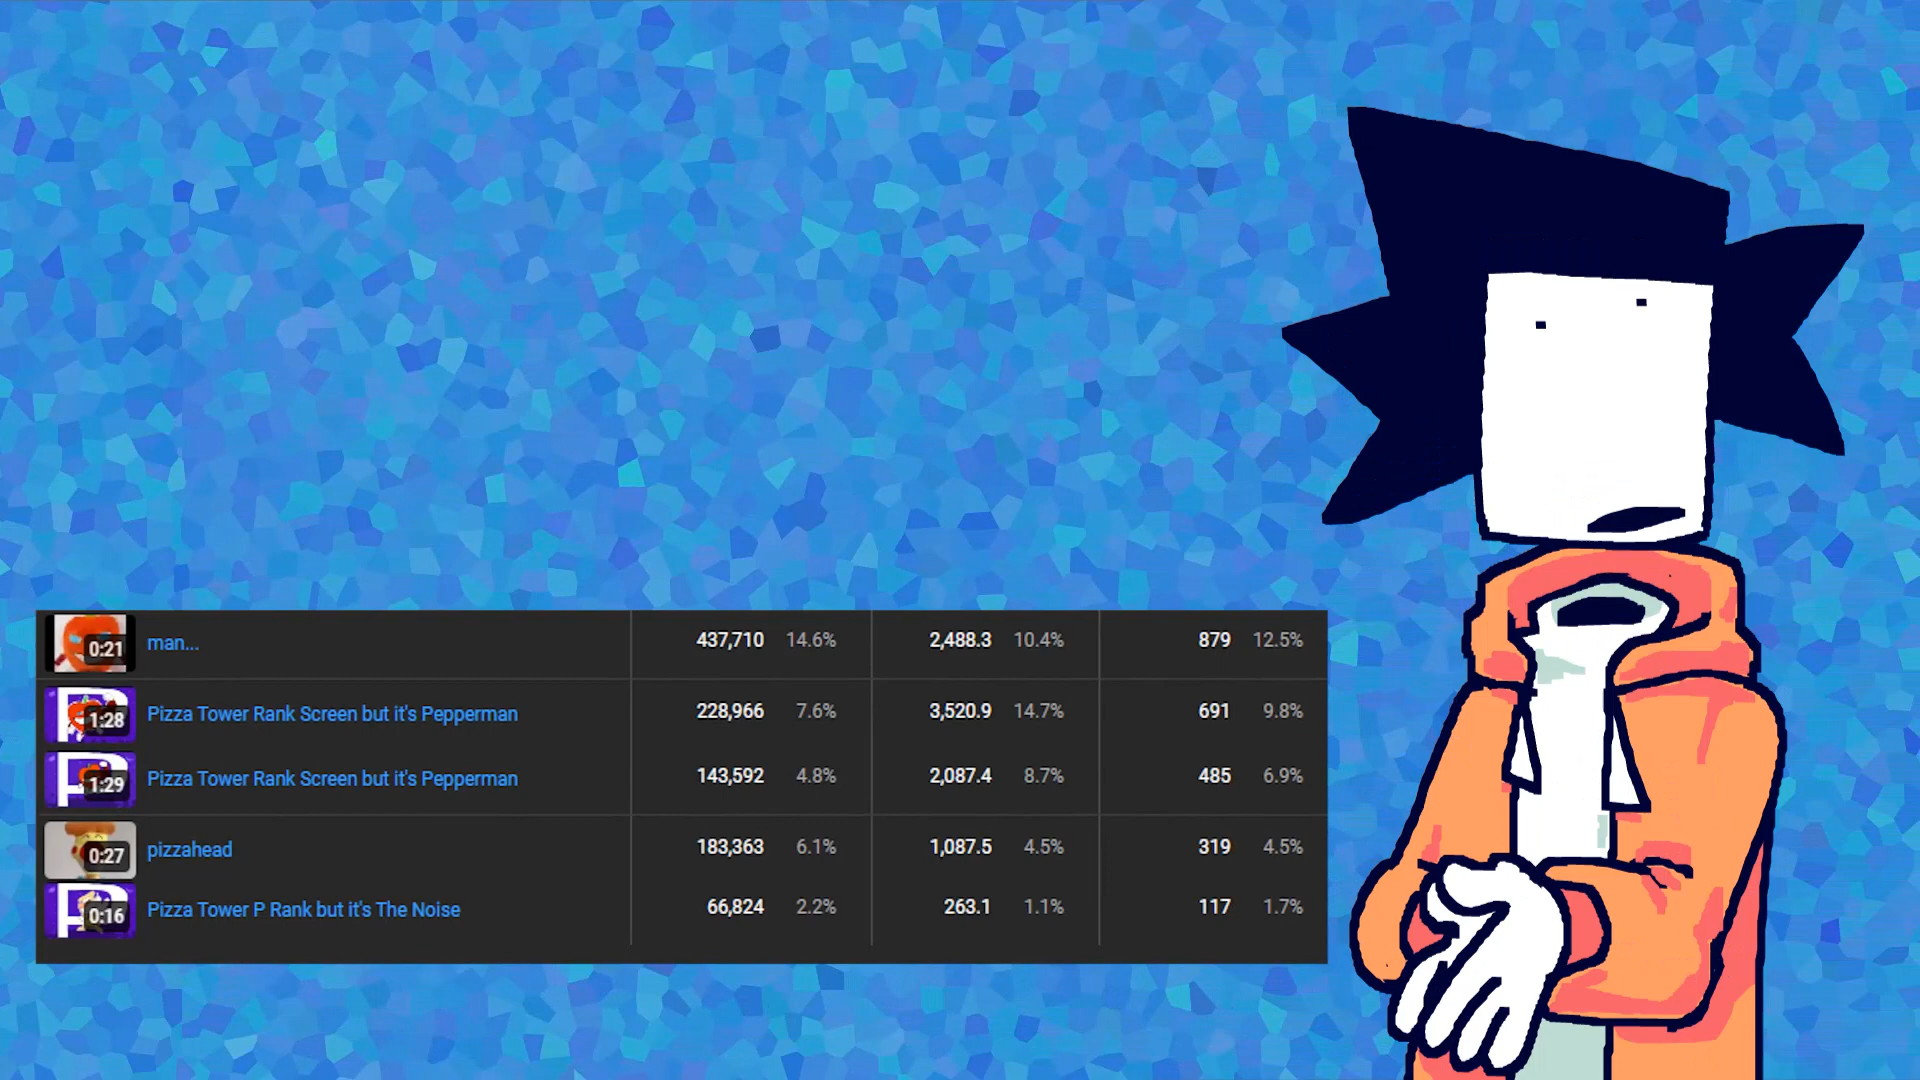 0:21 man... 437,710 14.6% 2,488.3 10.4% 879 12.5%
1:28 Pizza Tower Rank Screen but it's Pepperman 228,966 7.6% 3,520.9 14.7% 691 9.8%
1:29 Pizza Tower Rank Screen but it's Pepperman 143,592 4.8% 2,087.4 8.7% 485 6.9%
0:27 pizzahead 183,363 6.1% 1,087.5 4.5% 319 4.5%
0:16 Pizza Tower P Rank but it's The Noise 66,824 2.2% 263.1 1.1% 117 1.7%